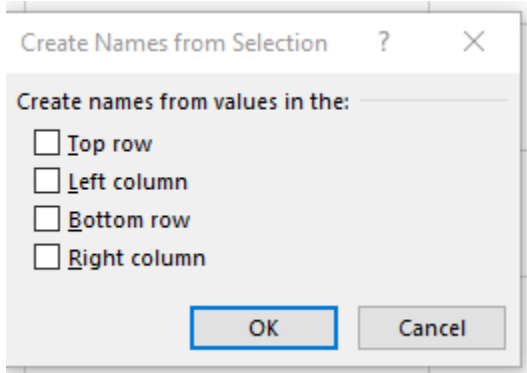 Create Names from Selection ?
Create names from values in the:
Top row
Left column
Bottom row
Right column
OK Cancel